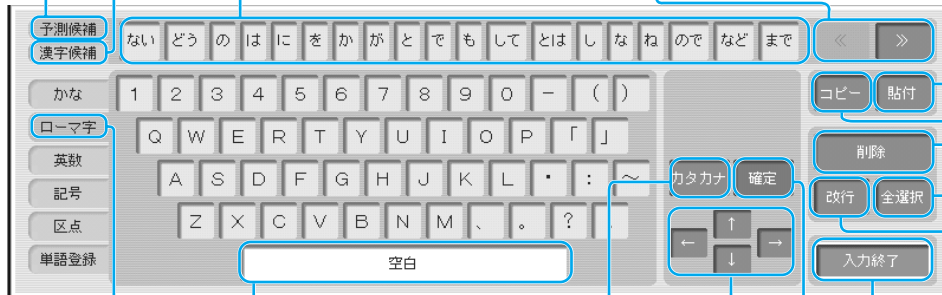 予測候補
漢字候補
ない どう の は に を か が と で も して とは し な ね ので など まで
« »
かな
ローマ字
英数
記号
区点
単語登録
1 2 3 4 5 6 7 8 9 0 − ( )
Q W E R T Y U I O P 「 」
A S D F G H J K L ・ : ~
Z X C V B N M 、 。 ?
空白
カタカナ 確定
↑
← →
↓
コピー 貼付
削除
改行 全選択
入力終了